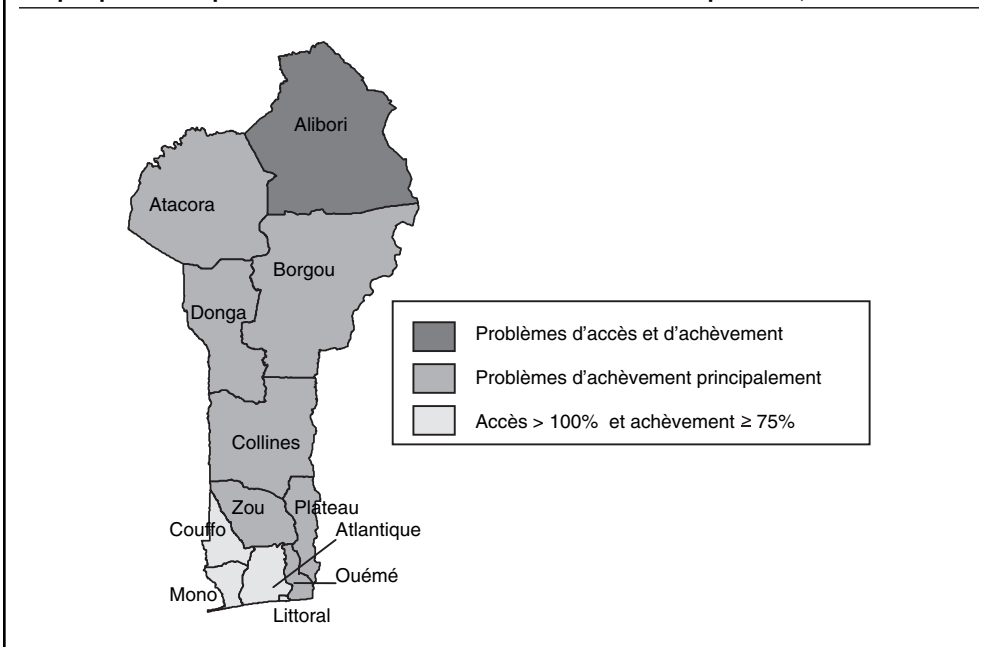 Alibori
Atacora
Borgou
Donga
Problèmes d'accès et d'achèvement
Problèmes d'achèvement principalement
Accès > 100% et achèvement ≥ 75%
Collines
Zou
Plateau
Couffo
Atlantique
Ouémé
Mono
Littoral